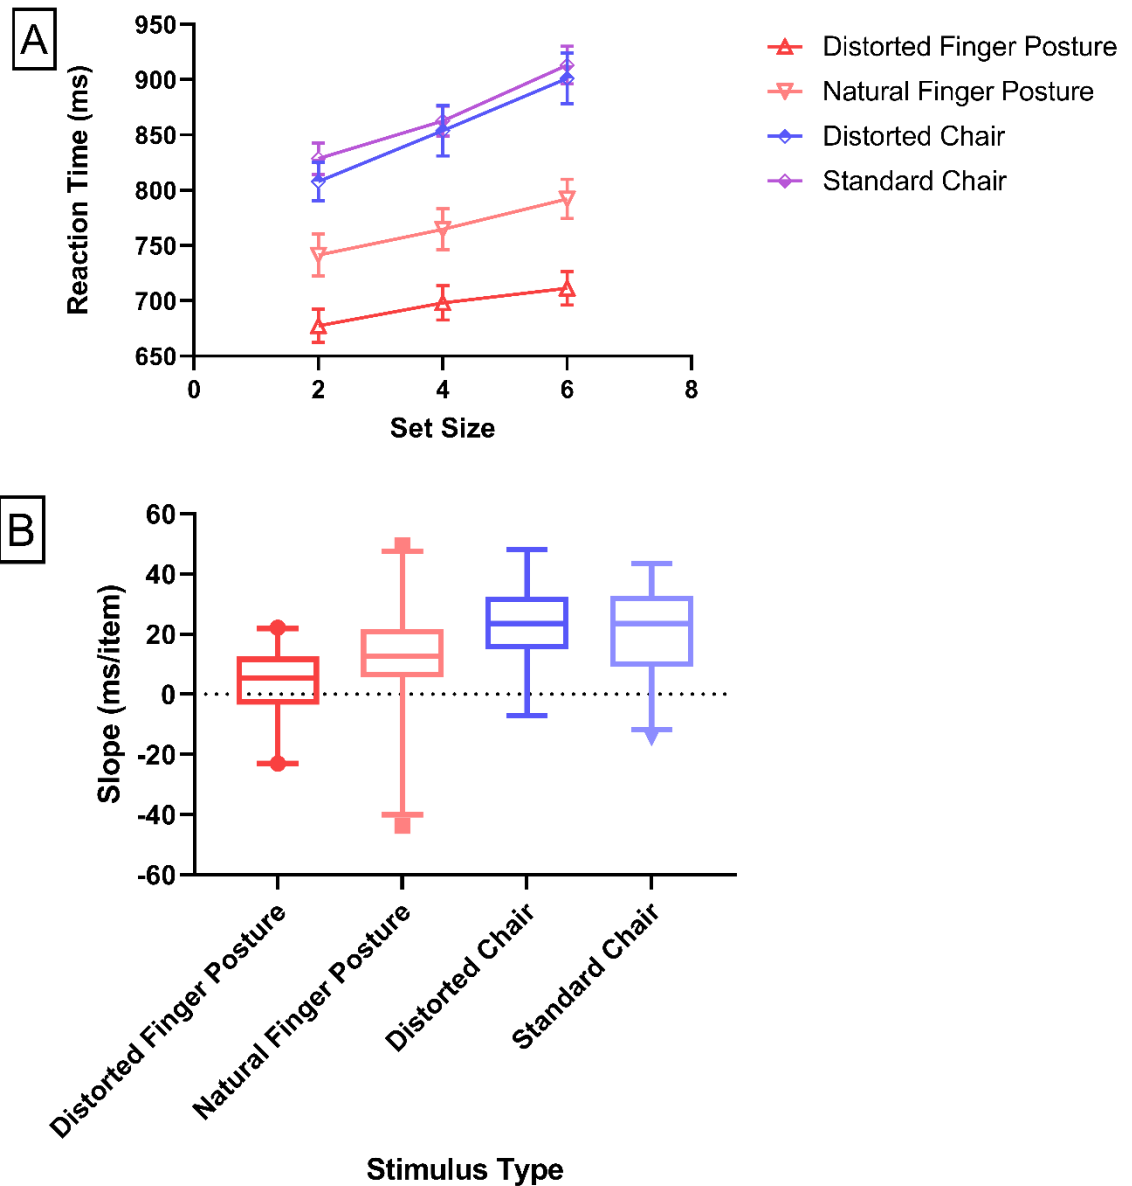 A
950
900
850
800
750
700
650
Reaction Time (ms)
0 2 4 6 8
Set Size
Distorted Finger Posture
Natural Finger Posture
Distorted Chair
Standard Chair
B
60
40
20
0
-20
-40
-60
Slope (ms/item)
Distorted Finger Posture
Natural Finger Posture
Distorted Chair
Standard Chair
Stimulus Type